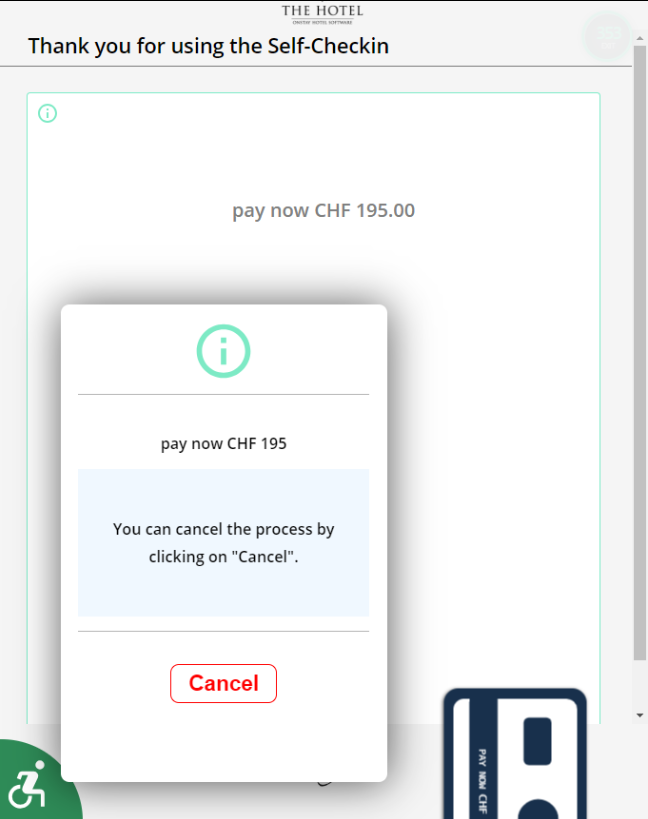 THE HOTEL
ONSTAY HOTEL SOFTWARE
Thank you for using the Self-Checkin
pay now CHF 195.00
pay now CHF 195
You can cancel the process by
clicking on "Cancel".
Cancel
PAY NOW CHF